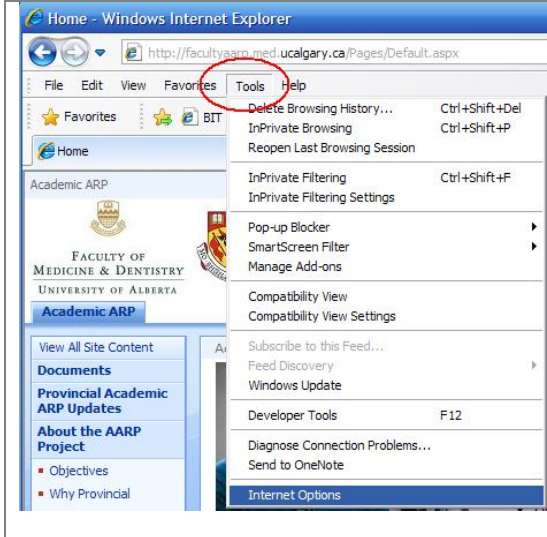 Home - Windows Internet Explorer
http://facultyaarp.med.ucalgary.ca/Pages/Default.aspx
File Edit View Favorites Tools Help
Favorites BIT
Home
Delete Browsing History... Ctrl+Shift+Del
InPrivate Browsing Ctrl+Shift+P
Reopen Last Browsing Session
InPrivate Filtering Ctrl+Shift+F
InPrivate Filtering Settings
Pop-up Blocker
SmartScreen Filter
Manage Add-ons
Compatibility View
Compatibility View Settings
Subscribe to this Feed...
Feed Discovery
Windows Update
Developer Tools F12
Diagnose Connection Problems...
Send to OneNote
Internet Options
Academic ARP
FACULTY OF
MEDICINE & DENTISTRY
UNIVERSITY OF ALBERTA
Academic ARP
View All Site Content
Documents
Provincial Academic
ARP Updates
About the AARP
Project
Objectives
Why Provincial